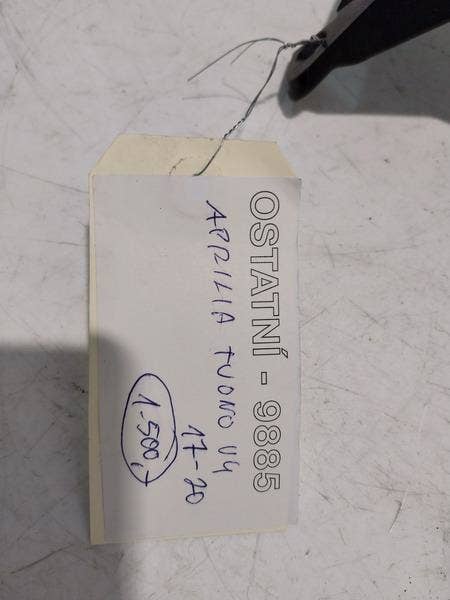 OSTATNÍ - 9885
APRILIA TUONO V4
17-20
1-500,-